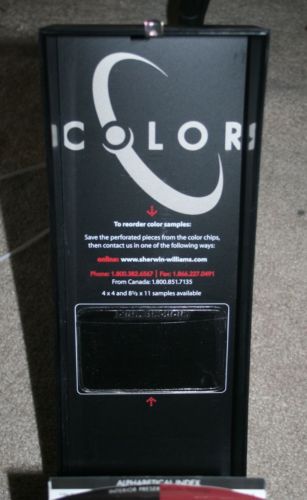 COLOR
To reorder color samples:
Save the perforated pieces from the color chips,
then contact us in one of the following ways:
online: www.sherwin-williams.com
Phone: 1.800.382.6567 | Fax: 1.866.227.0491
From Canada: 1.800.851.7135
4 x 4 and 8½ x 11 samples available
ALPHABETICAL INDEX